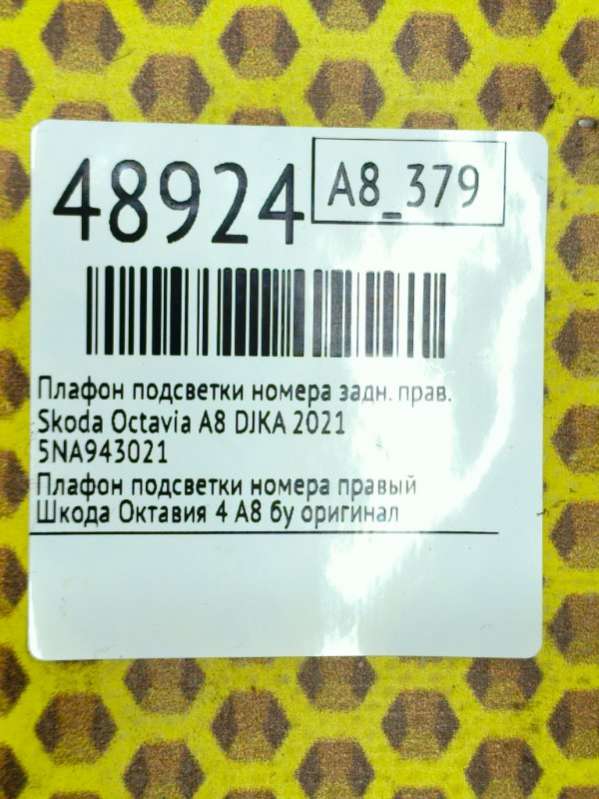 48924
A8_379
Плафон подсветки номера задн. прав.
Skoda Octavia A8 DJKA 2021
5NA943021
Плафон подсветки номера правый
Шкода Октавия 4 А8 бу оригинал